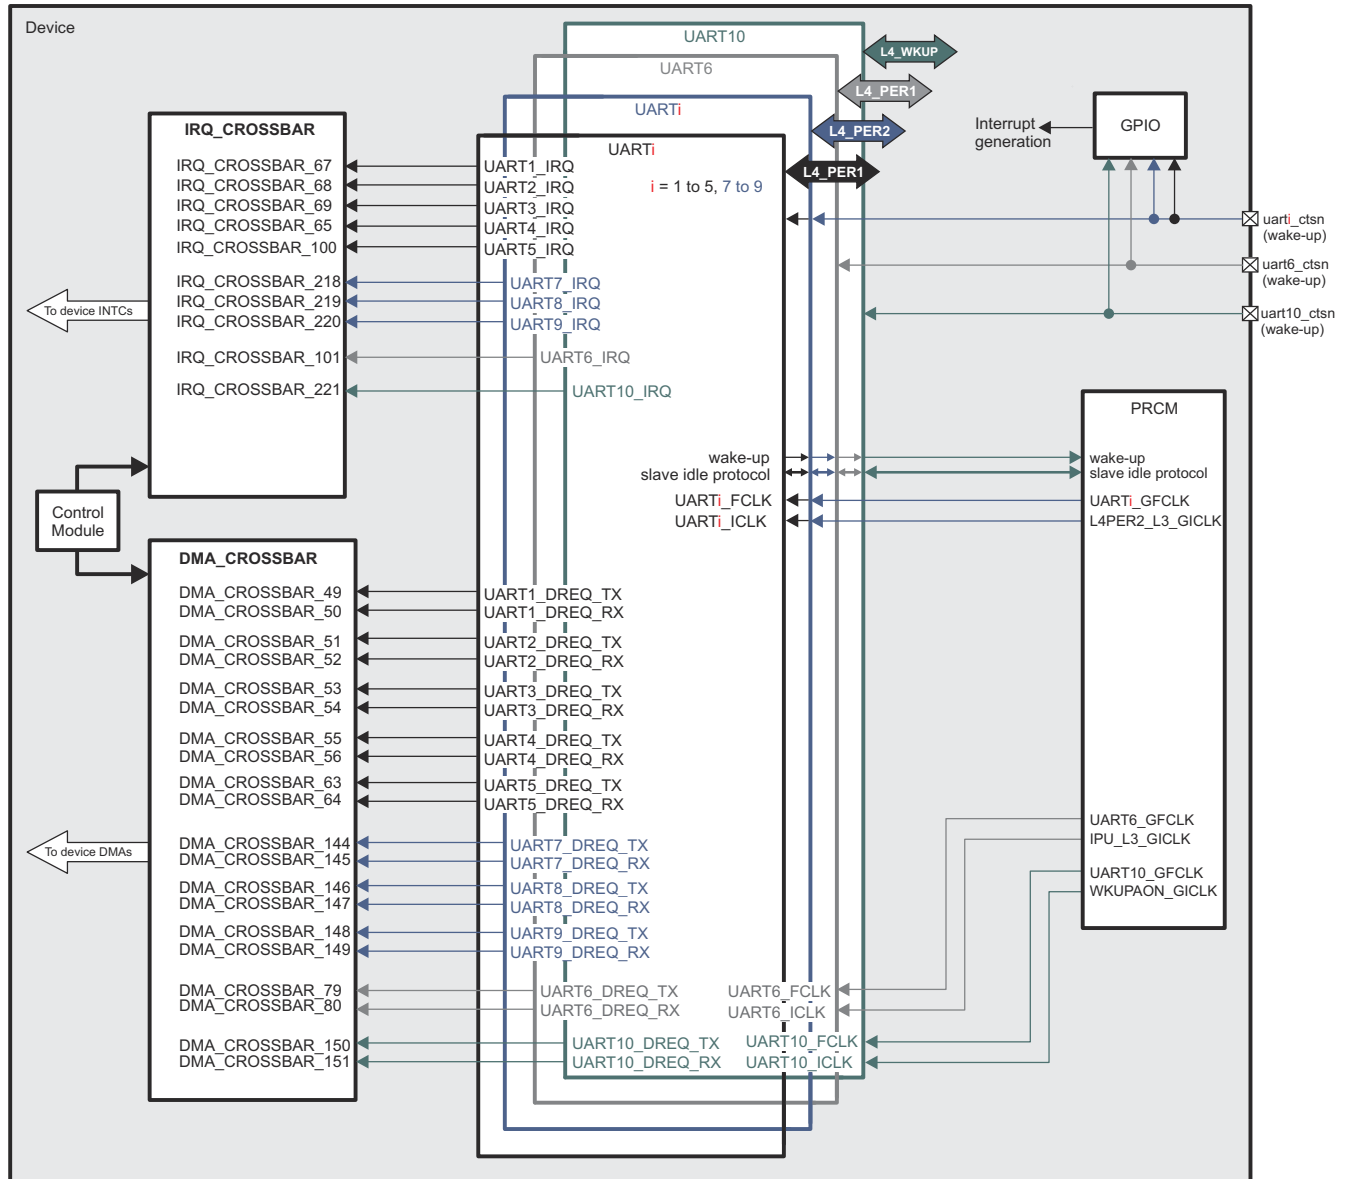 Device
UART10
L4_WKUP
UART6
L4_PER1
UARTi
L4_PER2
UARTi
L4_PER1
i = 1 to 5, 7 to 9
IRQ_CROSSBAR
IRQ_CROSSBAR_67
IRQ_CROSSBAR_68
IRQ_CROSSBAR_69
IRQ_CROSSBAR_65
IRQ_CROSSBAR_100
IRQ_CROSSBAR_218
IRQ_CROSSBAR_219
IRQ_CROSSBAR_220
IRQ_CROSSBAR_101
IRQ_CROSSBAR_221
To device INTCs
UART1_IRQ
UART2_IRQ
UART3_IRQ
UART4_IRQ
UART5_IRQ
UART7_IRQ
UART8_IRQ
UART9_IRQ
UART6_IRQ
UART10_IRQ
Interrupt
generation
GPIO
uarti_ctsn
(wake-up)
uart6_ctsn
(wake-up)
uart10_ctsn
(wake-up)
PRCM
wake-up
slave idle protocol
UARTi_FCLK
UARTi_ICLK
wake-up
slave idle protocol
UARTi_GFCLK
L4PER2_L3_GICLK
UART6_GFCLK
IPU_L3_GICLK
UART10_GFCLK
WKUPAON_GICLK
Control
Module
DMA_CROSSBAR
DMA_CROSSBAR_49
DMA_CROSSBAR_50
DMA_CROSSBAR_51
DMA_CROSSBAR_52
DMA_CROSSBAR_53
DMA_CROSSBAR_54
DMA_CROSSBAR_55
DMA_CROSSBAR_56
DMA_CROSSBAR_63
DMA_CROSSBAR_64
DMA_CROSSBAR_144
DMA_CROSSBAR_145
DMA_CROSSBAR_146
DMA_CROSSBAR_147
DMA_CROSSBAR_148
DMA_CROSSBAR_149
DMA_CROSSBAR_79
DMA_CROSSBAR_80
DMA_CROSSBAR_150
DMA_CROSSBAR_151
To device DMAs
UART1_DREQ_TX
UART1_DREQ_RX
UART2_DREQ_TX
UART2_DREQ_RX
UART3_DREQ_TX
UART3_DREQ_RX
UART4_DREQ_TX
UART4_DREQ_RX
UART5_DREQ_TX
UART5_DREQ_RX
UART7_DREQ_TX
UART7_DREQ_RX
UART8_DREQ_TX
UART8_DREQ_RX
UART9_DREQ_TX
UART9_DREQ_RX
UART6_DREQ_TX
UART6_DREQ_RX
UART10_DREQ_TX
UART10_DREQ_RX
UART6_FCLK
UART6_ICLK
UART10_FCLK
UART10_ICLK